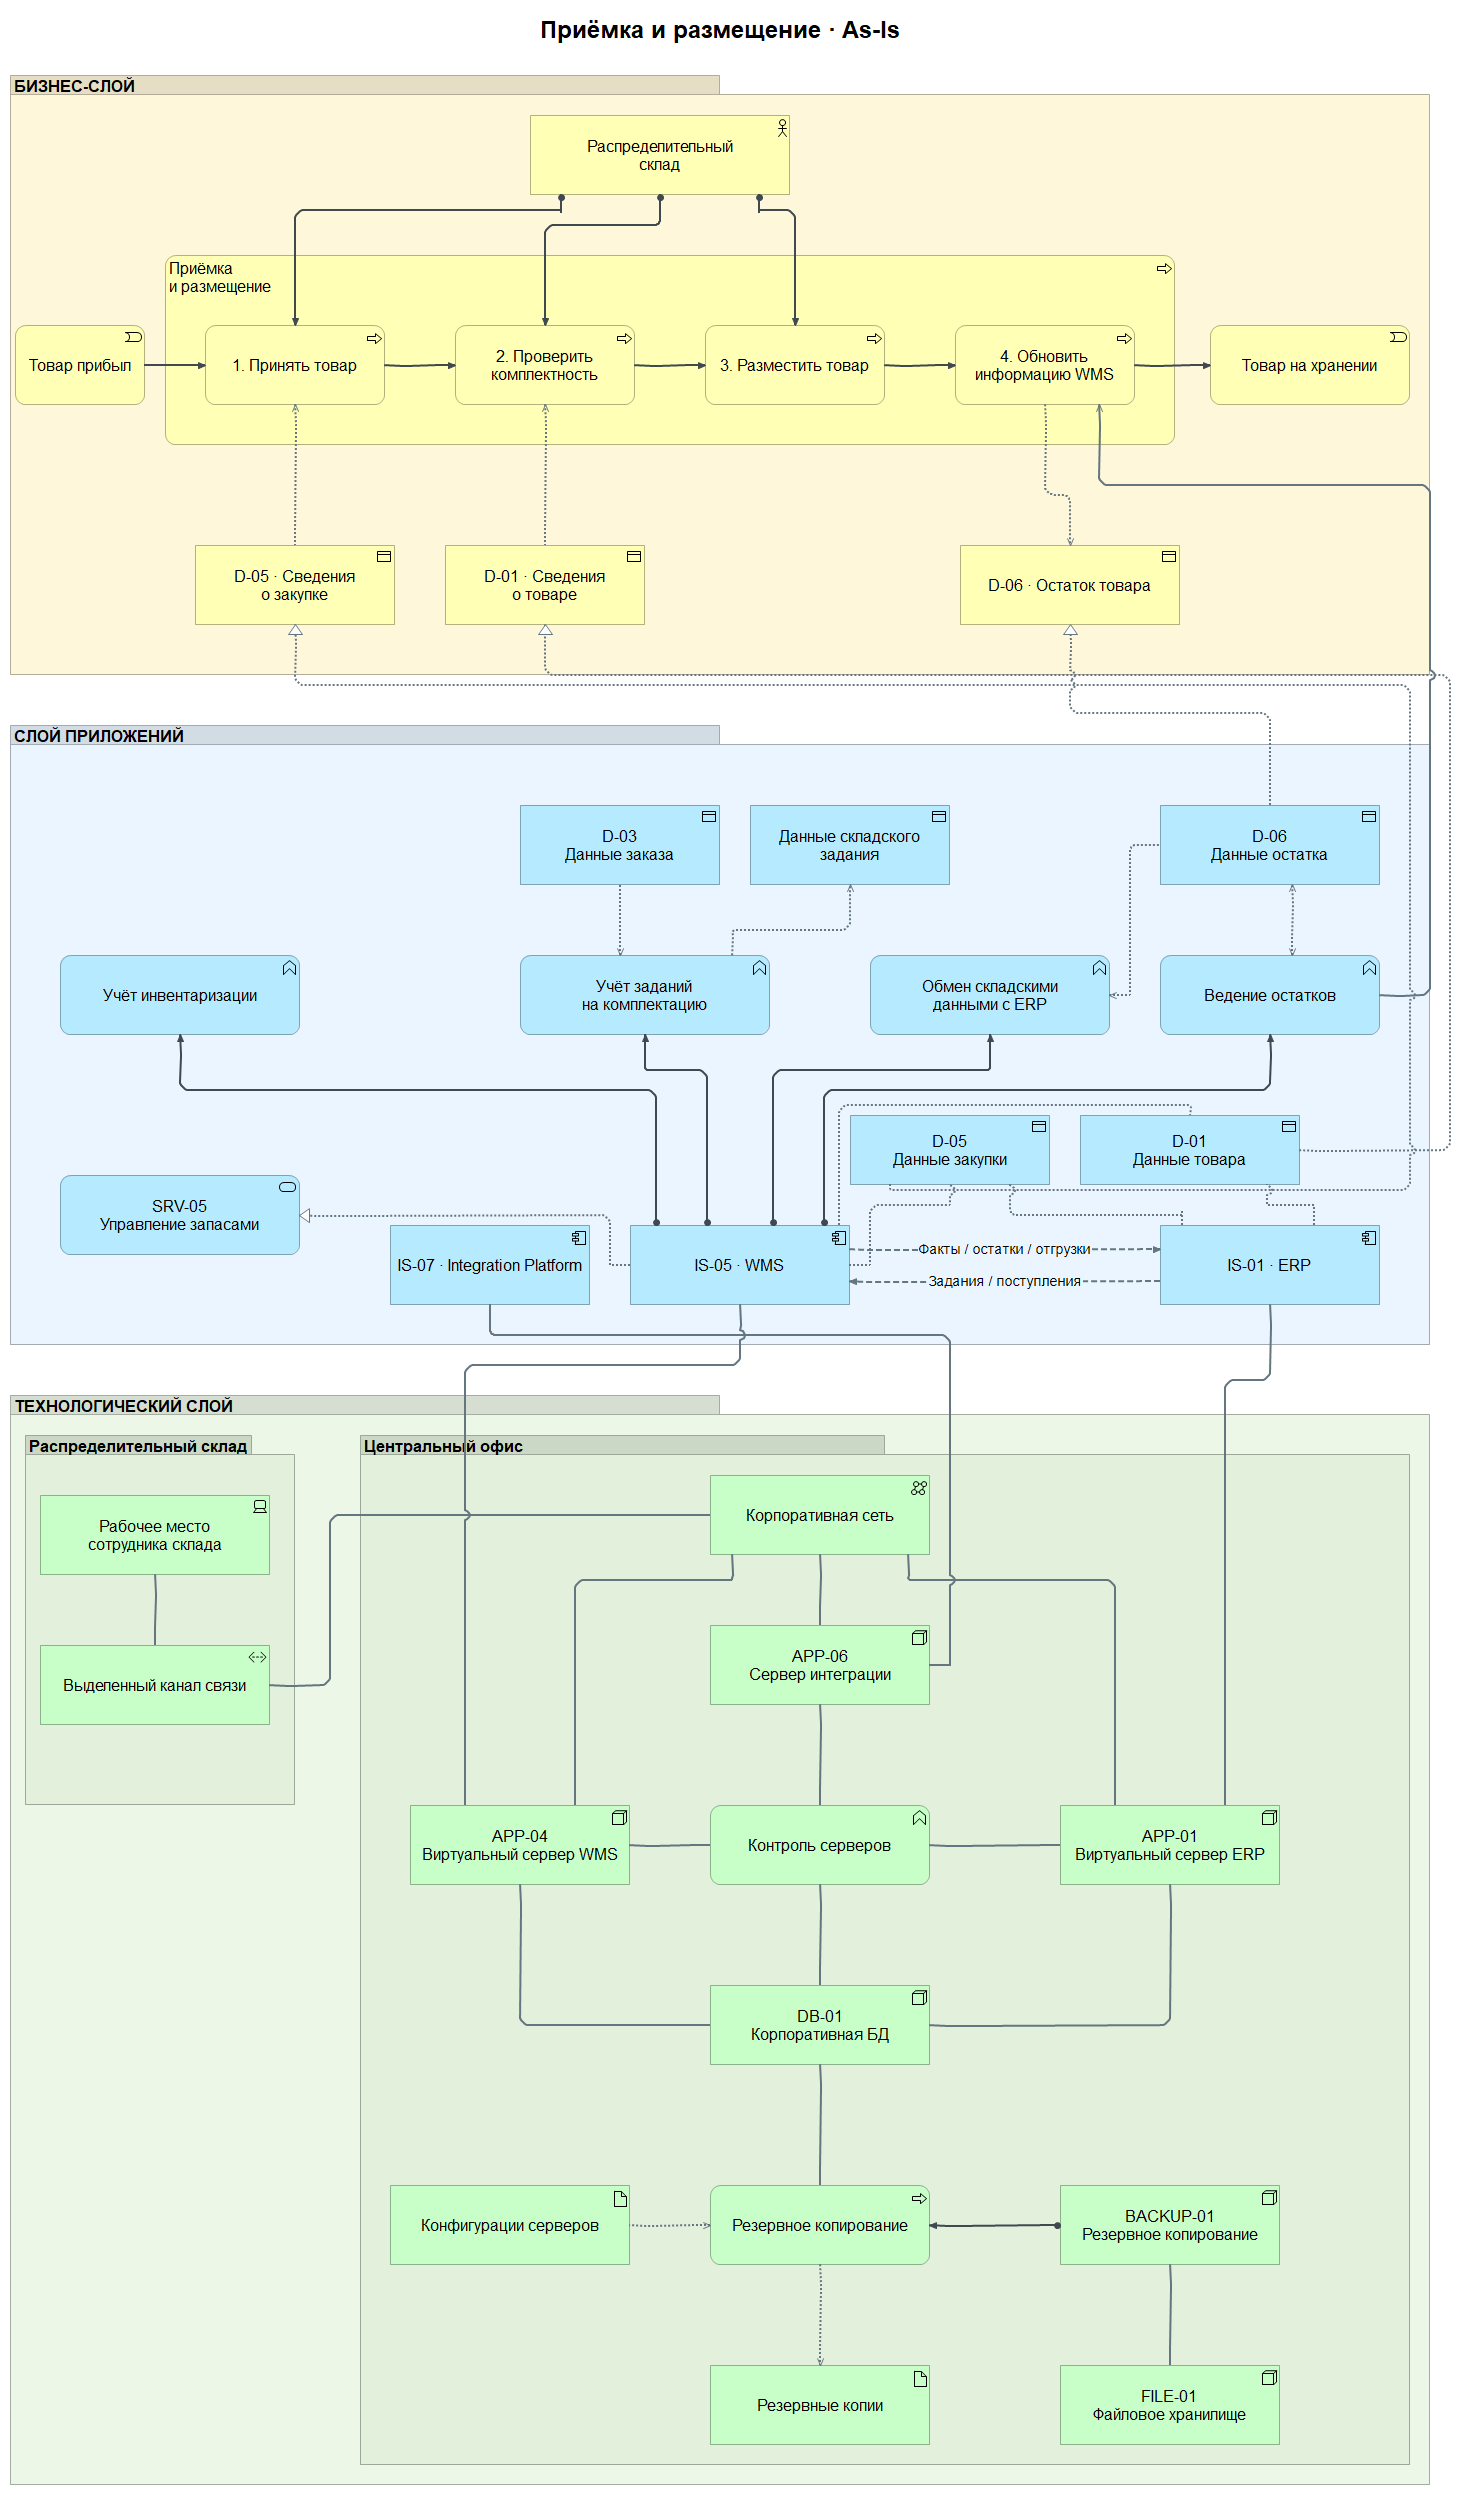 Приёмка и размещение · As-Is
БИЗНЕС-СЛОЙ
Распределительный
склад
Приёмка
и размещение
Товар прибыл
1. Принять товар
2. Проверить
комплектность
3. Разместить товар
4. Обновить
информацию WMS
Товар на хранении
D-05 · Сведения
о закупке
D-01 · Сведения
о товаре
D-06 · Остаток товара
СЛОЙ ПРИЛОЖЕНИЙ
D-03
Данные заказа
Данные складского
задания
D-06
Данные остатка
Учёт инвентаризации
Учёт заданий
на комплектацию
Обмен складскими
данными с ERP
Ведение остатков
D-05
Данные закупки
D-01
Данные товара
SRV-05
Управление запасами
IS-07 · Integration Platform
IS-05 · WMS
Факты / остатки / отгрузки
Задания / поступления
IS-01 · ERP
ТЕХНОЛОГИЧЕСКИЙ СЛОЙ
Распределительный склад
Центральный офис
Рабочее место
сотрудника склада
Корпоративная сеть
Выделенный канал связи
APP-06
Сервер интеграции
APP-04
Виртуальный сервер WMS
Контроль серверов
APP-01
Виртуальный сервер ERP
DB-01
Корпоративная БД
Конфигурации серверов
Резервное копирование
BACKUP-01
Резервное копирование
Резервные копии
FILE-01
Файловое хранилище